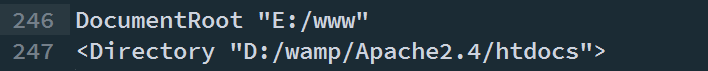 246 DocumentRoot "E:/www"
247 <Directory "D:/wamp/Apache2.4/htdocs">